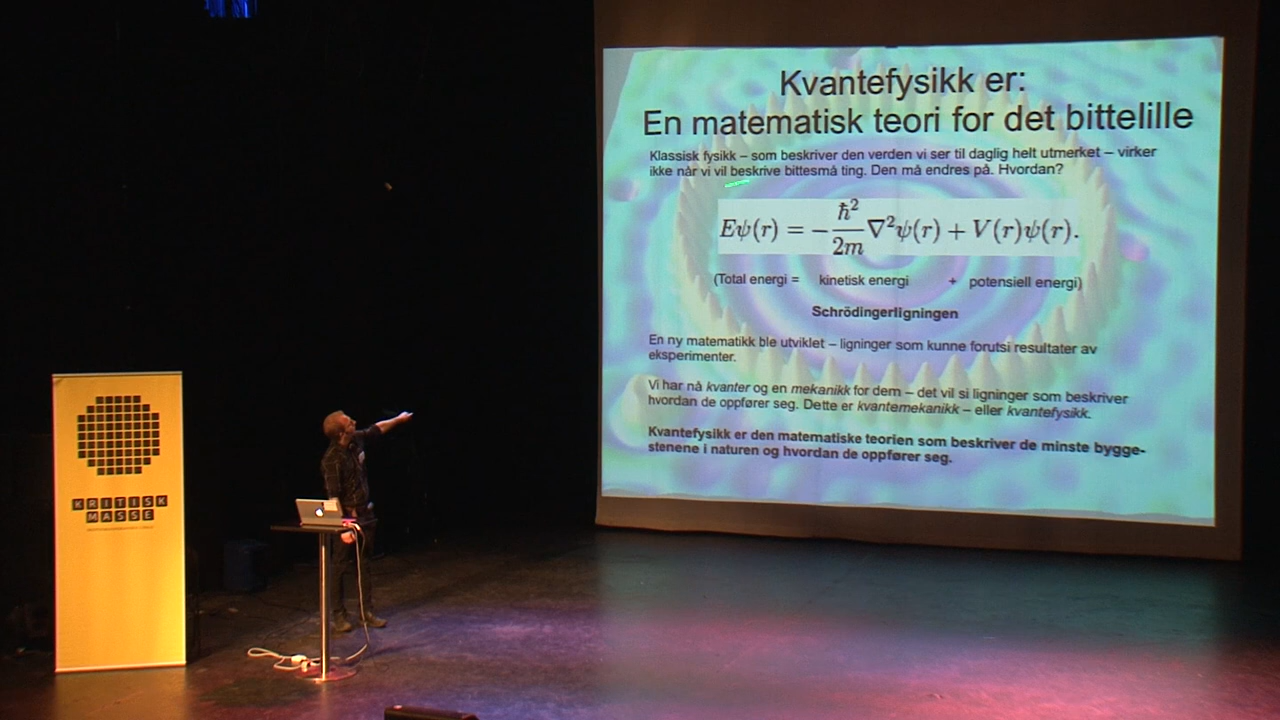 Kvantefysikk er:
En matematisk teori for det bittelille
Klassisk fysikk – som beskriver den verden vi ser til daglig helt utmerket – virker
ikke når vi vil beskrive bittesmå ting. Den må endres på. Hvordan?
Eψ(r) = −ħ²/2m ∇²ψ(r) + V(r)ψ(r).
(Total energi = kinetisk energi + potensiell energi)
Schrödingerligningen
En ny matematikk ble utviklet – ligninger som kunne forutsi resultater av
eksperimenter.
Vi har nå kvanter og en mekanikk for dem – det vil si ligninger som beskriver
hvordan de oppfører seg. Dette er kvantemekanikk – eller kvantefysikk.
Kvantefysikk er den matematiske teorien som beskriver de minste bygge-
stenene i naturen og hvordan de oppfører seg.
KRITISK
MASSE